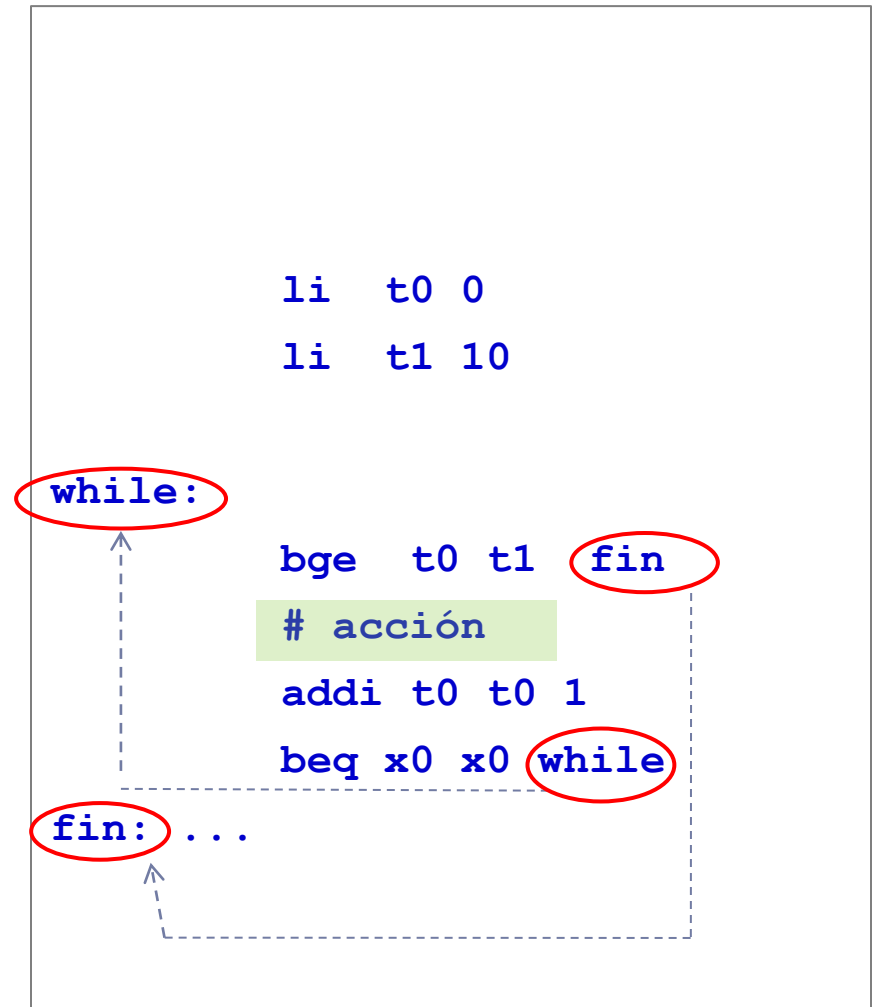 li t0 0
li t1 10
while:
bge t0 t1 fin
# acción
addi t0 t0 1
beq x0 x0 while
fin: ...